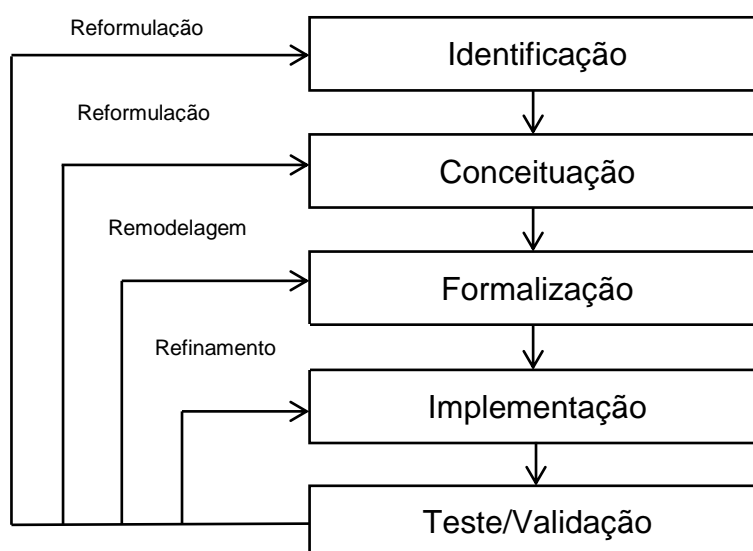 Reformulação
Identificação
Reformulação
Conceituação
Remodelagem
Formalização
Refinamento
Implementação
Teste/Validação